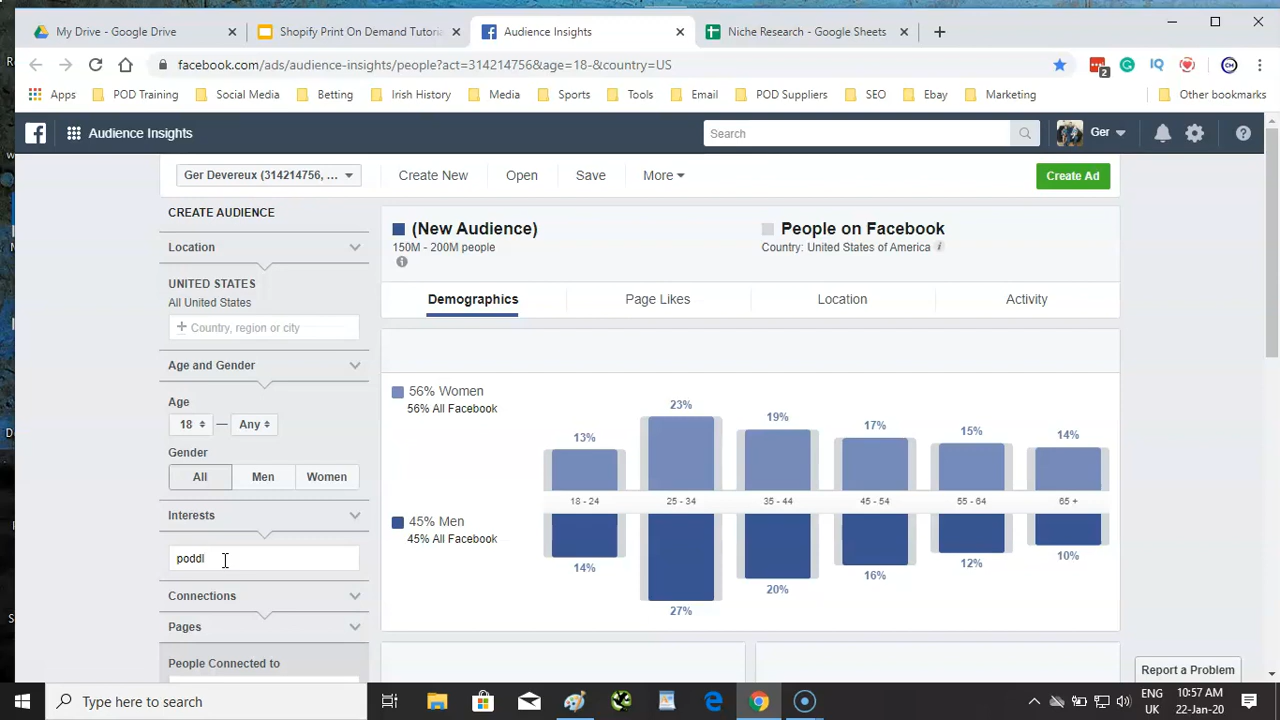 My Drive - Google Drive
Shopify Print On Demand Tutoria
Audience Insights
Niche Research - Google Sheets
facebook.com/ads/audience-insights/people?act=314214756&age=18-&country=US
2
CH
Apps
POD Training
Social Media
Betting
Irish History
Media
Sports
Tools
Email
POD Suppliers
SEO
Ebay
Marketing
Other bookmarks
Audience Insights
Search
Ger
Ger Devereux (314214756, ...
Create New
Open
Save
More
Create Ad
CREATE AUDIENCE
Location
UNITED STATES
All United States
+ Country, region or city
Age and Gender
Age
18 — Any
Gender
All
Men
Women
Interests
poddl
Connections
Pages
People Connected to
(New Audience)
150M - 200M people
People on Facebook
Country: United States of America
Demographics
Page Likes
Location
Activity
56% Women
56% All Facebook
13%
23%
19%
17%
15%
14%
18 - 24
25 - 34
35 - 44
45 - 54
55 - 64
65 +
45% Men
45% All Facebook
14%
27%
20%
16%
12%
10%
Report a Problem
Type here to search
ENG
UK
10:57 AM
22-Jan-20